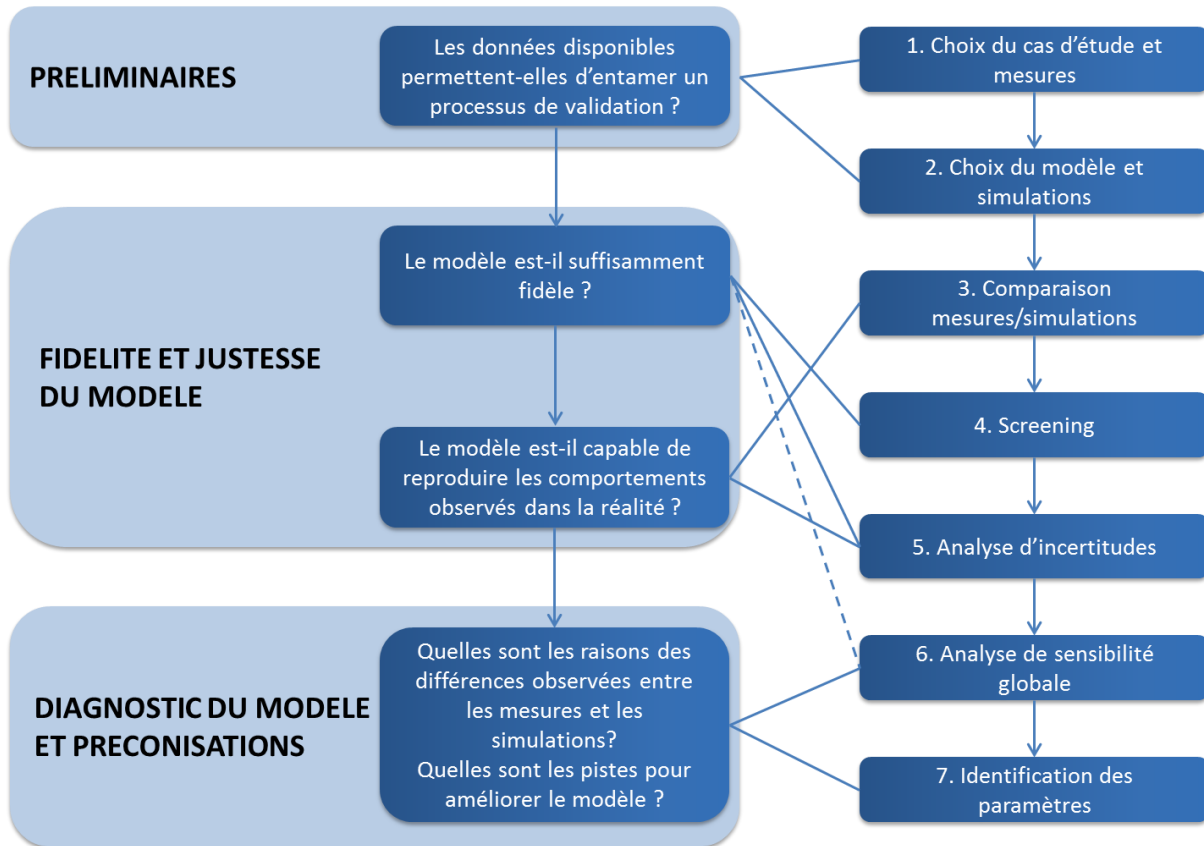 PRELIMINAIRES
Les données disponibles
permettent-elles d'entamer un
processus de validation ?
FIDELITE ET JUSTESSE
DU MODELE
Le modèle est-il suffisamment
fidèle ?
Le modèle est-il capable de
reproduire les comportements
observés dans la réalité ?
DIAGNOSTIC DU MODELE
ET PRECONISATIONS
Quelles sont les raisons des
différences observées entre
les mesures et les
simulations?
Quelles sont les pistes pour
améliorer le modèle ?
1. Choix du cas d'étude et
mesures
2. Choix du modèle et
simulations
3. Comparaison
mesures/simulations
4. Screening
5. Analyse d'incertitudes
6. Analyse de sensibilité
globale
7. Identification des
paramètres